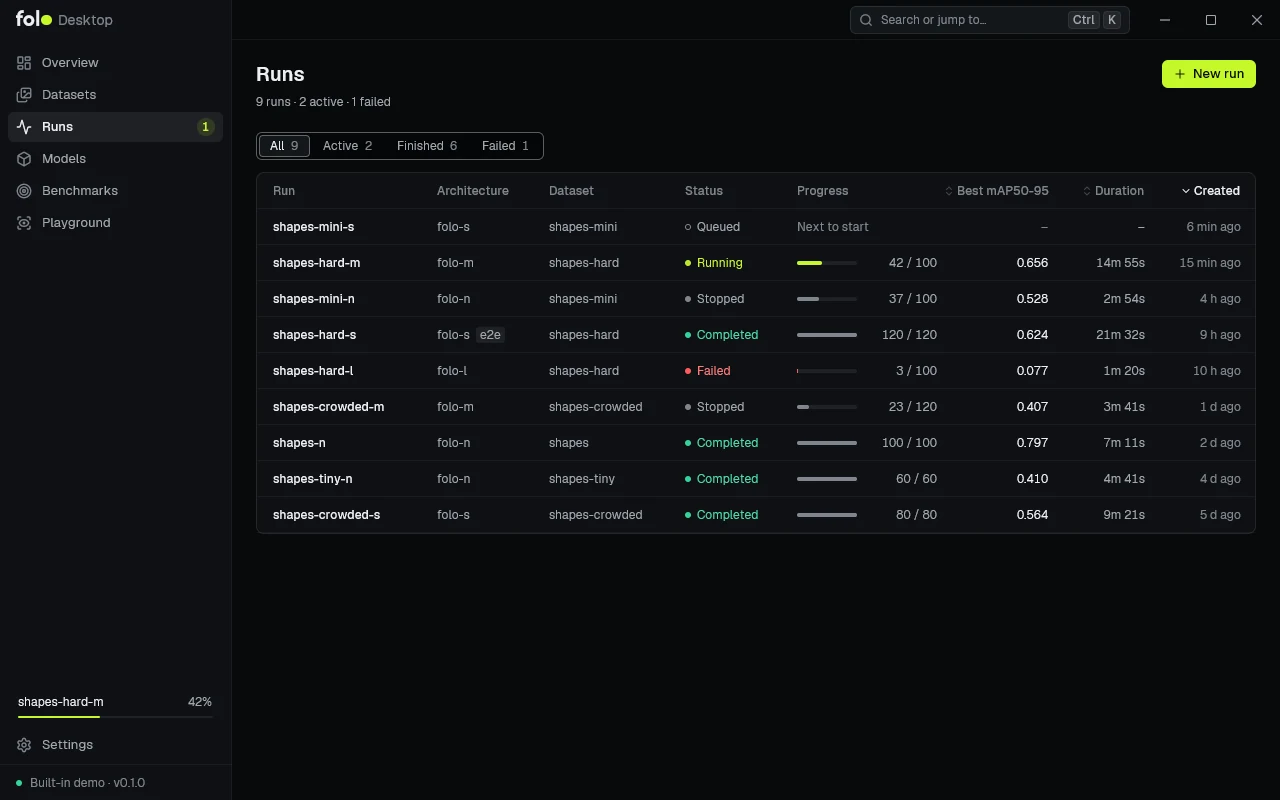 folo Desktop
Search or jump to… Ctrl K
Overview
Datasets
Runs 1
Models
Benchmarks
Playground
Runs
New run
9 runs · 2 active · 1 failed
All 9 Active 2 Finished 6 Failed 1
Run Architecture Dataset Status Progress Best mAP50-95 Duration Created
shapes-mini-s folo-s shapes-mini Queued Next to start – – 6 min ago
shapes-hard-m folo-m shapes-hard Running 42 / 100 0.656 14m 55s 15 min ago
shapes-mini-n folo-n shapes-mini Stopped 37 / 100 0.528 2m 54s 4 h ago
shapes-hard-s folo-s e2e shapes-hard Completed 120 / 120 0.624 21m 32s 9 h ago
shapes-hard-l folo-l shapes-hard Failed 3 / 100 0.077 1m 20s 10 h ago
shapes-crowded-m folo-m shapes-crowded Stopped 23 / 120 0.407 3m 41s 1 d ago
shapes-n folo-n shapes Completed 100 / 100 0.797 7m 11s 2 d ago
shapes-tiny-n folo-n shapes-tiny Completed 60 / 60 0.410 4m 41s 4 d ago
shapes-crowded-s folo-s shapes-crowded Completed 80 / 80 0.564 9m 21s 5 d ago
shapes-hard-m 42%
Settings
Built-in demo · v0.1.0